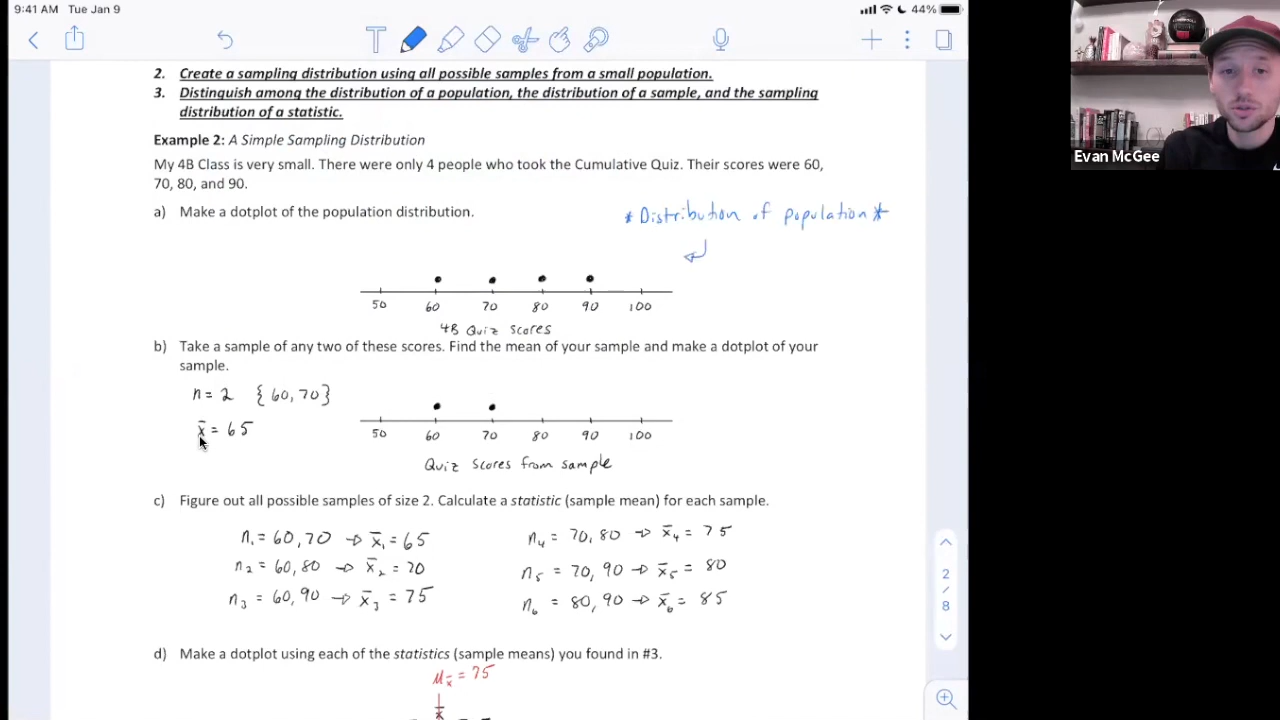 9:41 AM Tue Jan 9
44%
2. Create a sampling distribution using all possible samples from a small population.
3. Distinguish among the distribution of a population, the distribution of a sample, and the sampling
distribution of a statistic.
Example 2: A Simple Sampling Distribution
My 4B Class is very small. There were only 4 people who took the Cumulative Quiz. Their scores were 60,
70, 80, and 90.
a) Make a dotplot of the population distribution.
* Distribution of population *
50 60 70 80 90 100
4B Quiz Scores
b) Take a sample of any two of these scores. Find the mean of your sample and make a dotplot of your
sample.
n = 2 {60, 70}
x̄ = 65
50 60 70 80 90 100
Quiz Scores from sample
c) Figure out all possible samples of size 2. Calculate a statistic (sample mean) for each sample.
n₁ = 60, 70 → x̄₁ = 65
n₂ = 60, 80 → x̄₂ = 70
n₃ = 60, 90 → x̄₃ = 75
n₄ = 70, 80 → x̄₄ = 75
n₅ = 70, 90 → x̄₅ = 80
n₆ = 80, 90 → x̄₆ = 85
d) Make a dotplot using each of the statistics (sample means) you found in #3.
μx̄ = 75
x̄
2
/
8
Evan McGee